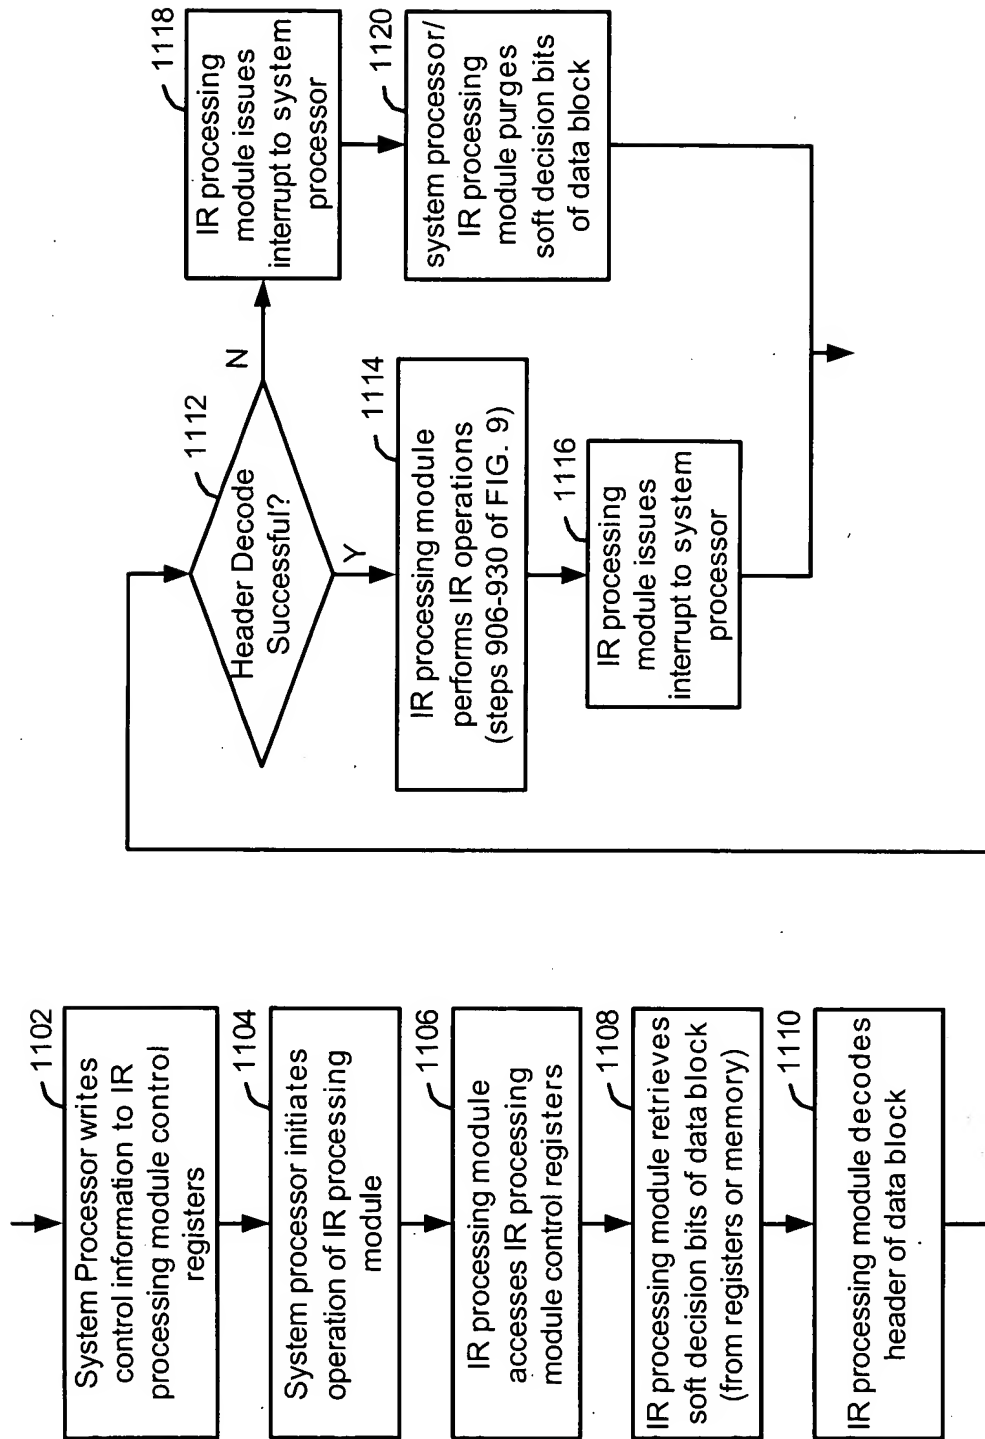 1102
System Processor writes
control information to IR
processing module control
registers
1104
System processor initiates
operation of IR processing
module
1106
IR processing module
accesses IR processing
module control registers
1108
IR processing module retrieves
soft decision bits of data block
(from registers or memory)
1110
IR processing module decodes
header of data block
1112
Header Decode
Successful?
N
Y
1114
IR processing module
performs IR operations
(steps 906-930 of FIG. 9)
1116
IR processing
module issues
interrupt to system
processor
1118
IR processing
module issues
interrupt to system
processor
1120
system processor/
IR processing
module purges
soft decision bits
of data block